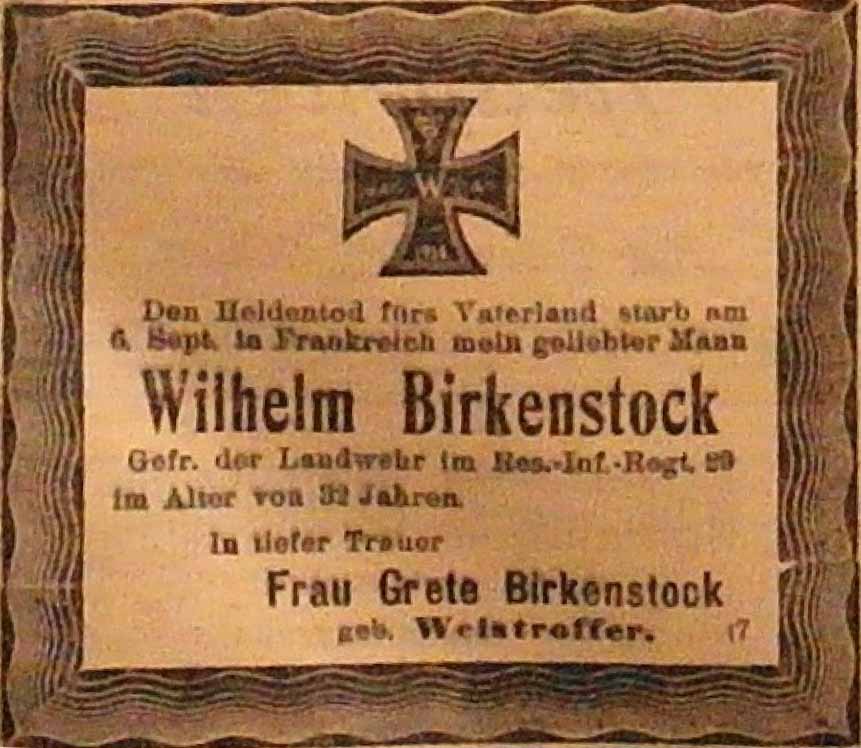 W
1914
Den Heldentod fürs Vaterland starb am
6. Sept. in Frankreich mein geliebter Mann
Wilhelm Birkenstock
Gefr. der Landwehr im Res.-Inf.-Regt. 29
im Alter von 32 Jahren.
In tiefer Trauer
Frau Grete Birkenstock
geb. Weistroffer.